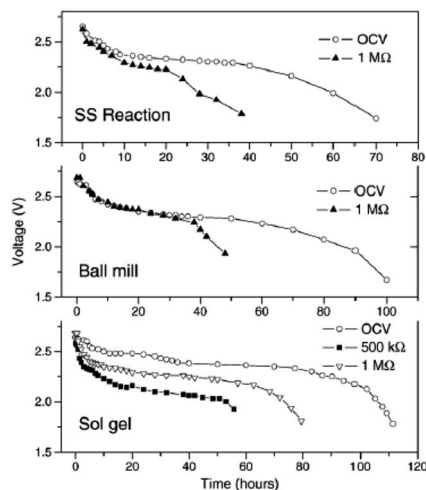 2.5
2.0
1.5
OCV
1 MΩ
SS Reaction
0 10 20 30 40 50 60 70 80
Voltage (V)
2.5
2.0
1.5
OCV
1 MΩ
Ball mill
0 20 40 60 80 100
2.5
2.0
1.5
OCV
500 kΩ
1 MΩ
Sol gel
0 20 40 60 80 100 120
Time (hours)